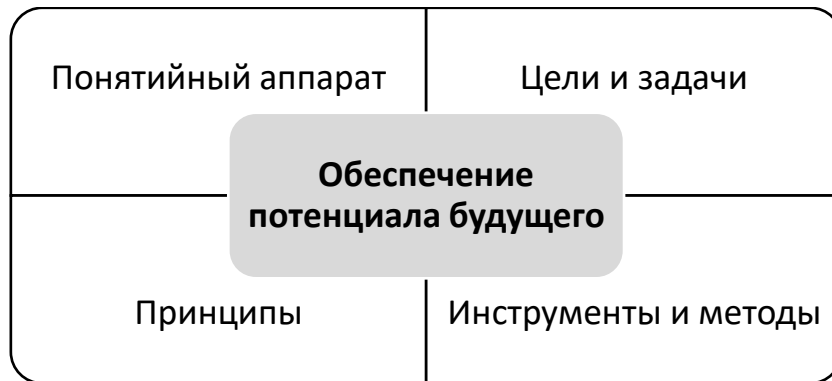 Понятийный аппарат
Цели и задачи
Обеспечение
потенциала будущего
Принципы
Инструменты и методы